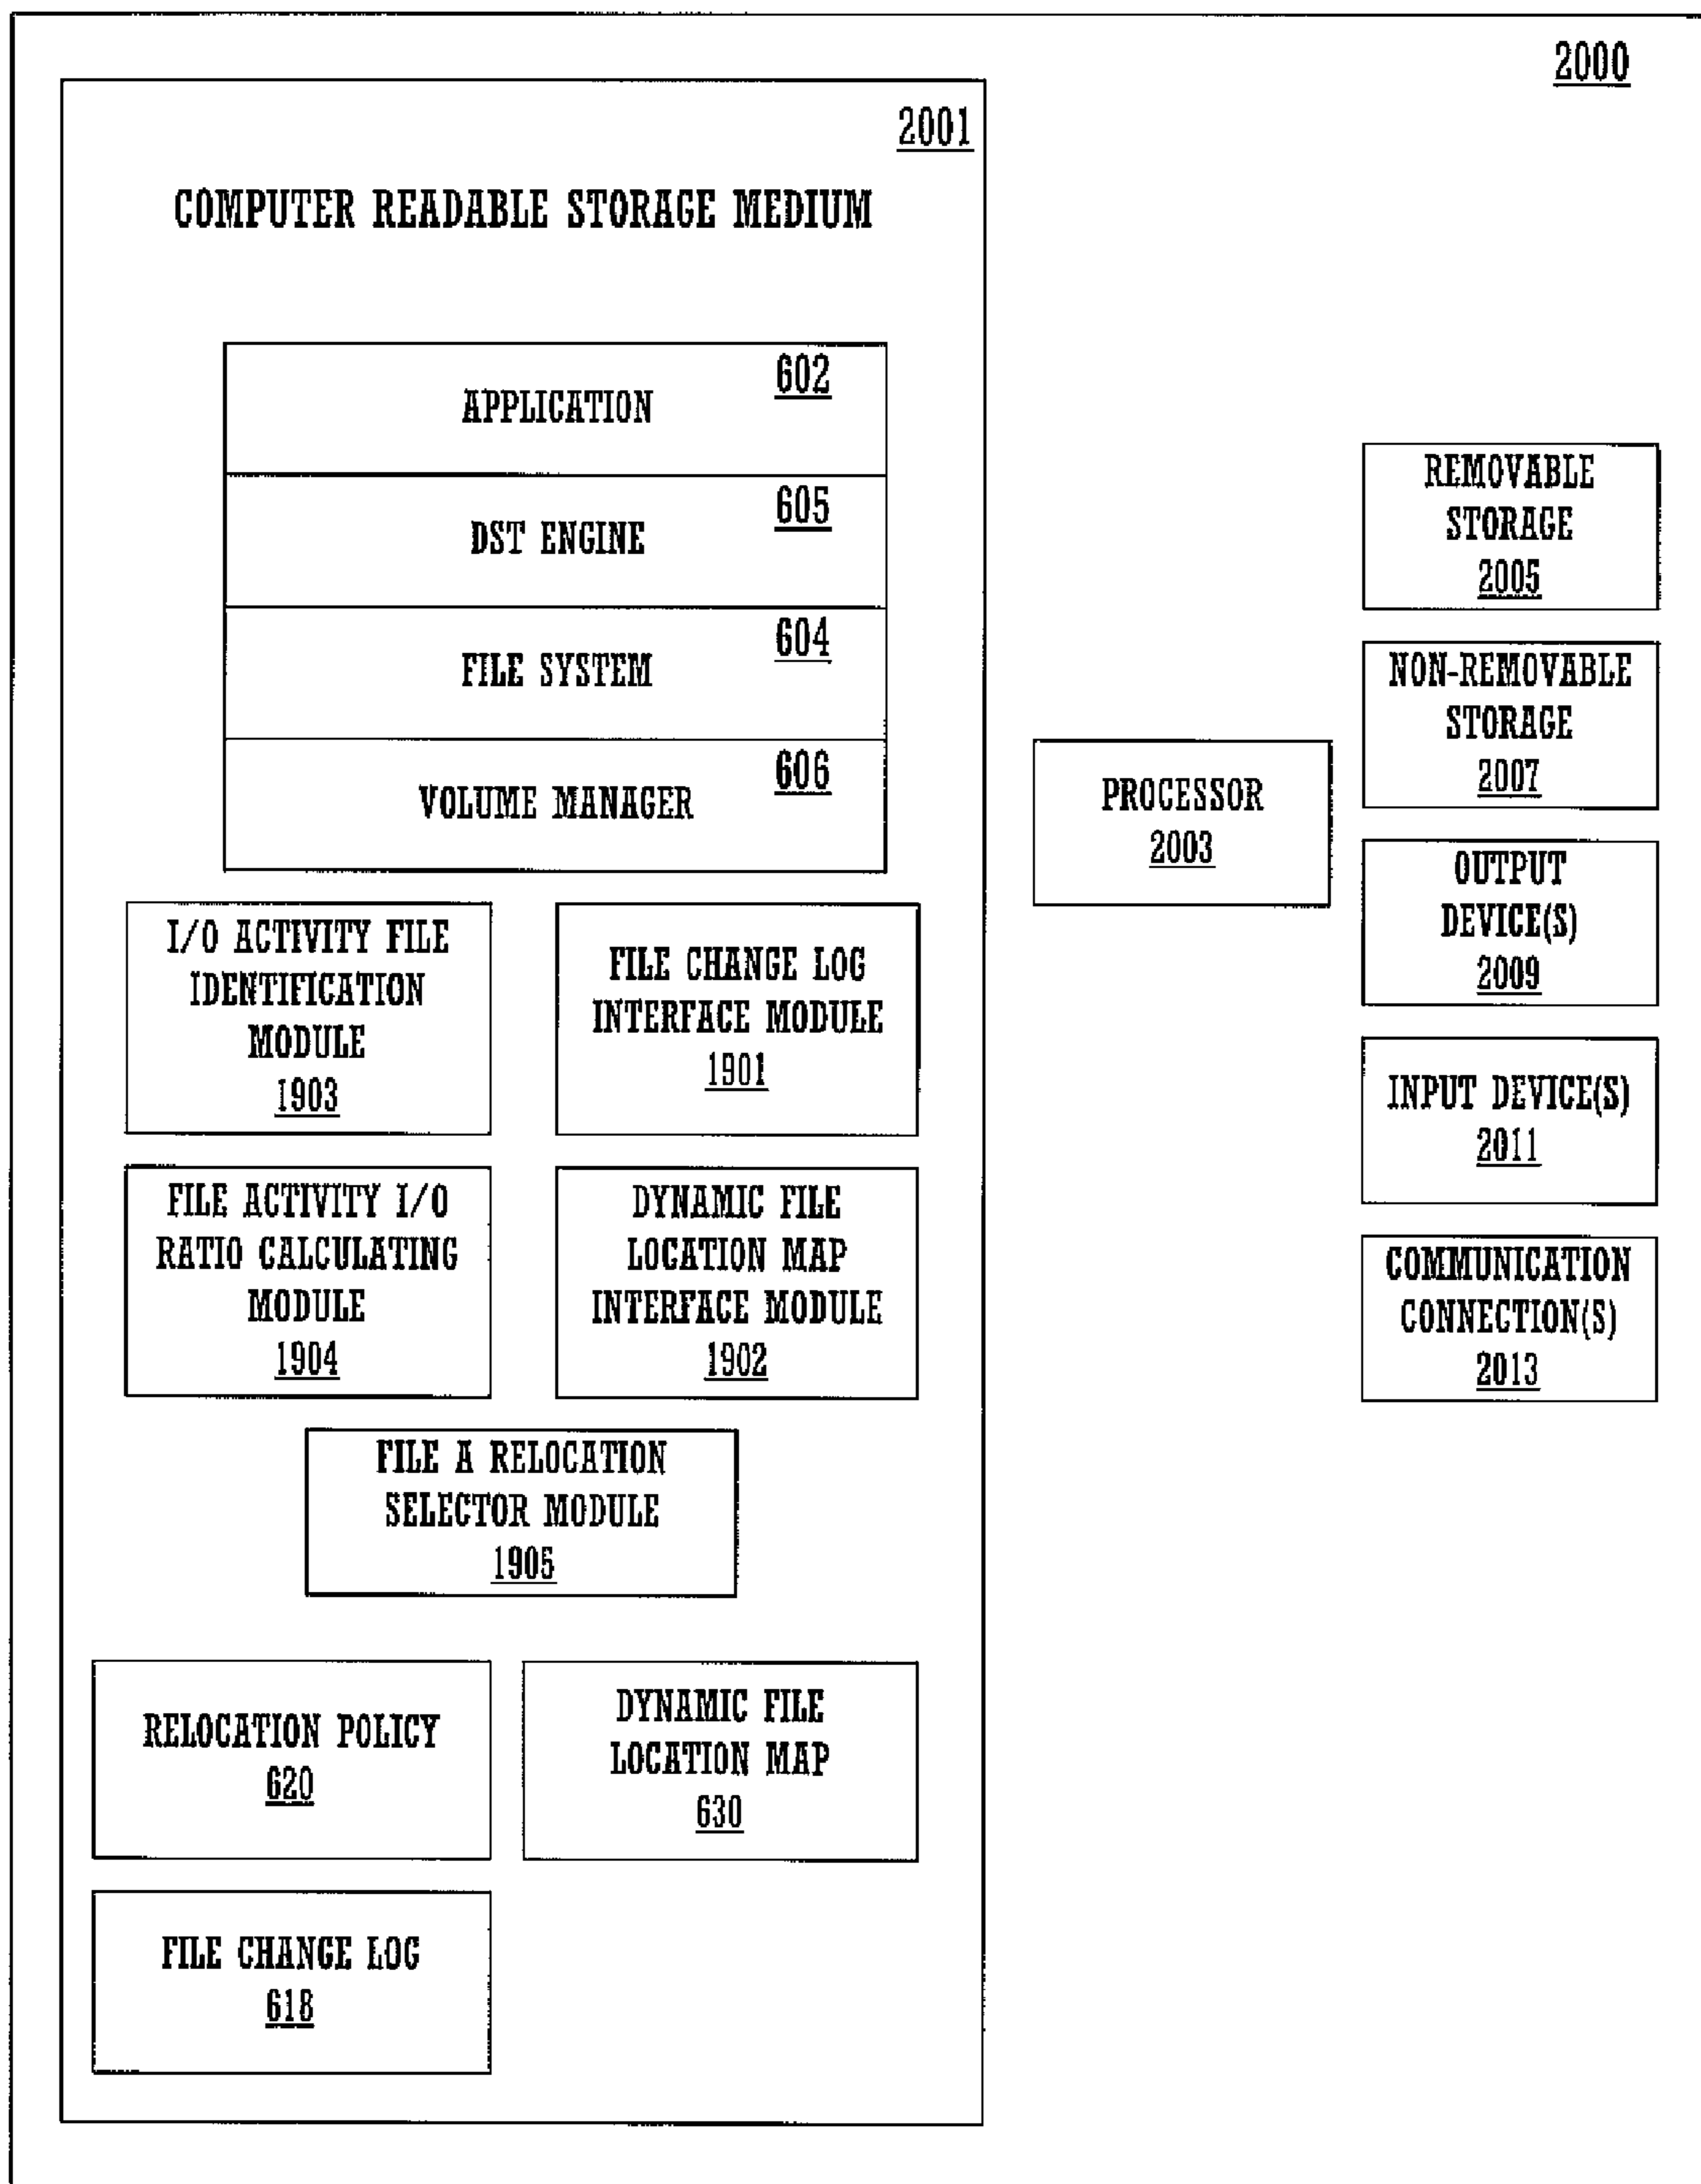 2000
2001
COMPUTER READABLE STORAGE MEDIUM
602
APPLICATION
605
DST ENGINE
604
FILE SYSTEM
606
VOLUME MANAGER
I/O ACTIVITY FILE
IDENTIFICATION
MODULE
1903
FILE CHANGE LOG
INTERFACE MODULE
1901
FILE ACTIVITY I/O
RATIO CALCULATING
MODULE
1904
DYNAMIC FILE
LOCATION MAP
INTERFACE MODULE
1902
FILE A RELOCATION
SELECTOR MODULE
1905
RELOCATION POLICY
620
DYNAMIC FILE
LOCATION MAP
630
FILE CHANGE LOG
618
PROCESSOR
2003
REMOVABLE
STORAGE
2005
NON-REMOVABLE
STORAGE
2007
OUTPUT
DEVICE(S)
2009
INPUT DEVICE(S)
2011
COMMUNICATION
CONNECTION(S)
2013